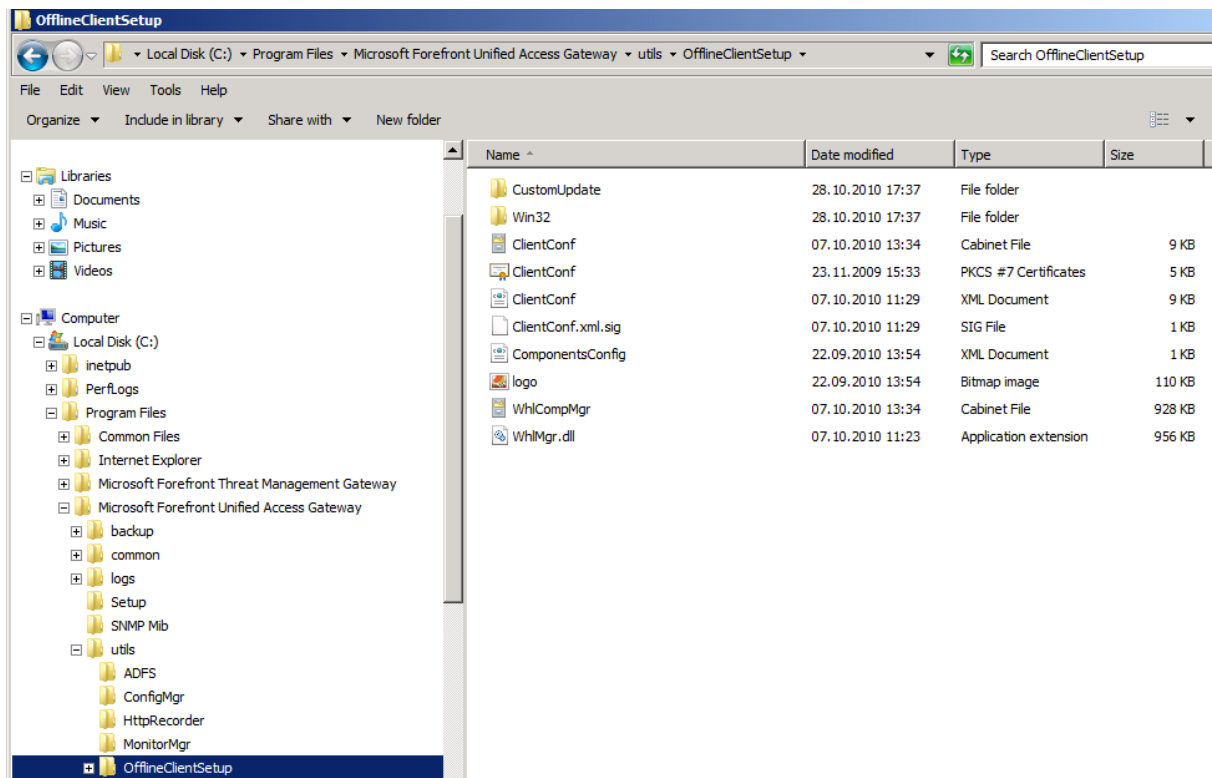 OfflineClientSetup
Local Disk (C:) Program Files Microsoft Forefront Unified Access Gateway utils OfflineClientSetup Search OfflineClientSetup
File Edit View Tools Help
Organize Include in library Share with New folder
Name Date modified Type Size
Libraries
Documents
Music
Pictures
Videos
Computer
Local Disk (C:)
inetpub
PerfLogs
Program Files
Common Files
Internet Explorer
Microsoft Forefront Threat Management Gateway
Microsoft Forefront Unified Access Gateway
backup
common
logs
Setup
SNMP Mib
utils
ADFS
ConfigMgr
HttpRecorder
MonitorMgr
OfflineClientSetup
CustomUpdate 28.10.2010 17:37 File folder
Win32 28.10.2010 17:37 File folder
ClientConf 07.10.2010 13:34 Cabinet File 9 KB
ClientConf 23.11.2009 15:33 PKCS #7 Certificates 5 KB
ClientConf 07.10.2010 11:29 XML Document 9 KB
ClientConf.xml.sig 07.10.2010 11:29 SIG File 1 KB
ComponentsConfig 22.09.2010 13:54 XML Document 1 KB
logo 22.09.2010 13:54 Bitmap image 110 KB
WhlCompMgr 07.10.2010 13:34 Cabinet File 928 KB
WhlMgr.dll 07.10.2010 11:23 Application extension 956 KB